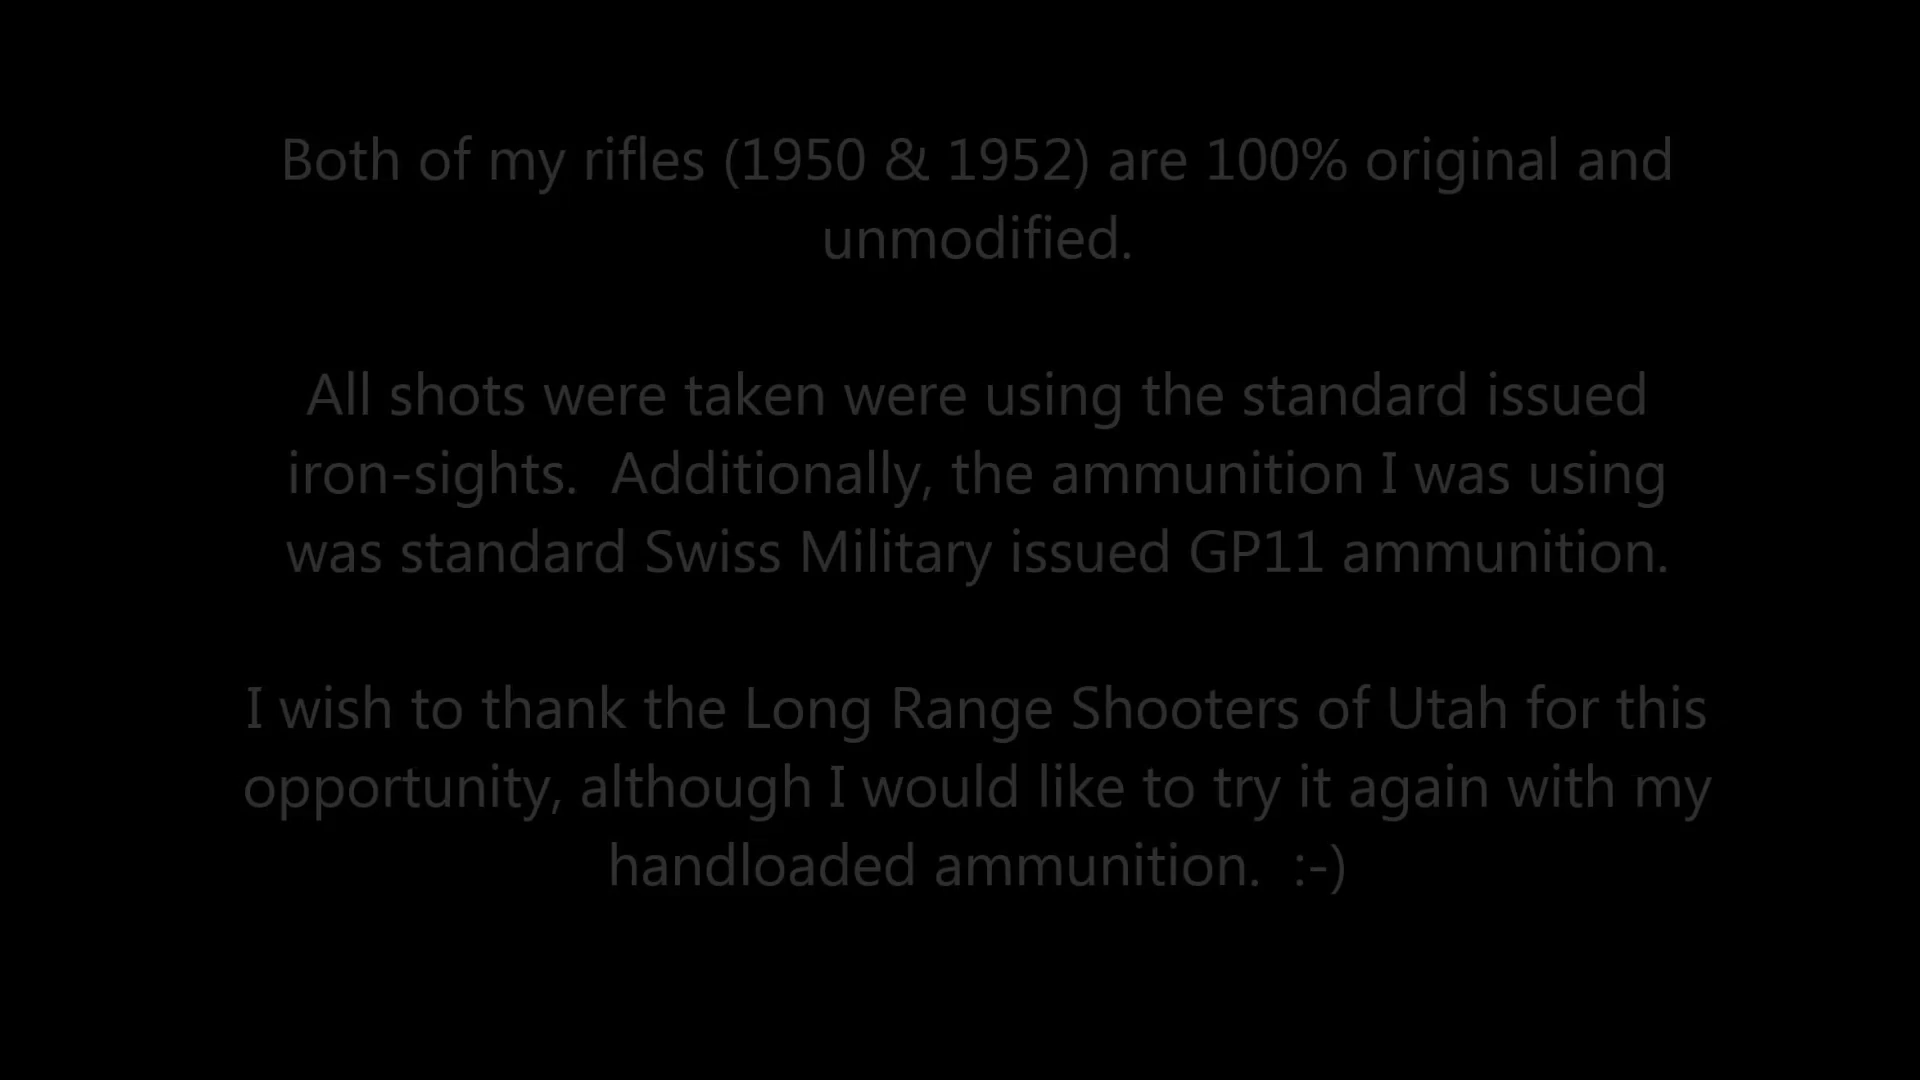 Both of my rifles (1950 & 1952) are 100% original and
unmodified.
All shots were taken were using the standard issued
iron-sights.  Additionally, the ammunition I was using
was standard Swiss Military issued GP11 ammunition.
I wish to thank the Long Range Shooters of Utah for this
opportunity, although I would like to try it again with my
handloaded ammunition.  :-)